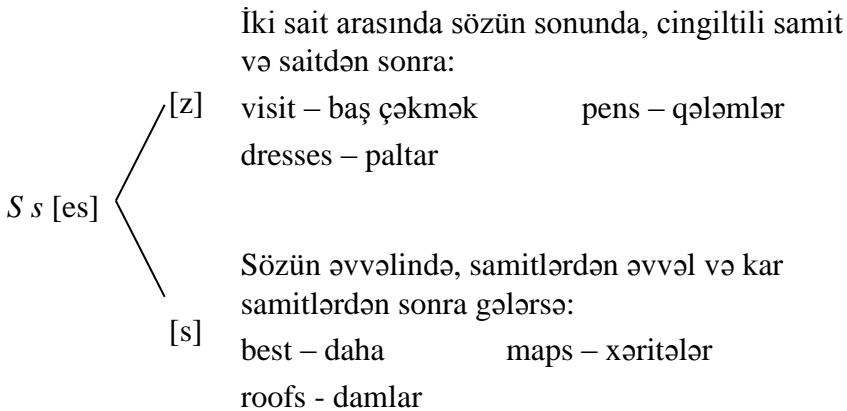 İki sait arasında sözün sonunda, cingiltili samit
və saitdən sonra:
[z] visit – baş çəkmək pens – qələmlər
dresses – paltar
S s [es]
Sözün əvvəlində, samitlərdən əvvəl və kar
samitlərdən sonra gələrsə:
[s] best – daha maps – xəritələr
roofs - damlar